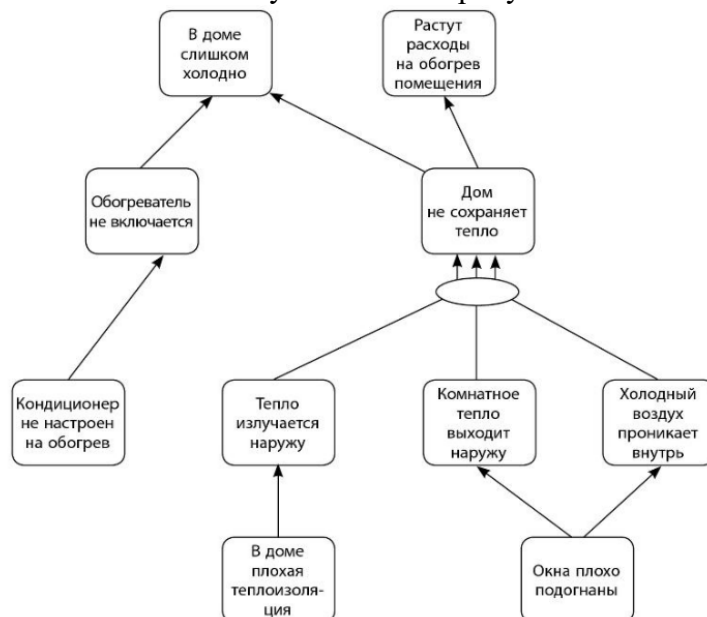 В доме
слишком
холодно
Растут
расходы
на обогрев
помещения
Обогреватель
не включается
Дом
не сохраняет
тепло
Кондиционер
не настроен
на обогрев
Тепло
излучается
наружу
Комнатное
тепло
выходит
наружу
Холодный
воздух
проникает
внутрь
В доме
плохая
теплоизоля-
ция
Окна плохо
подогнаны